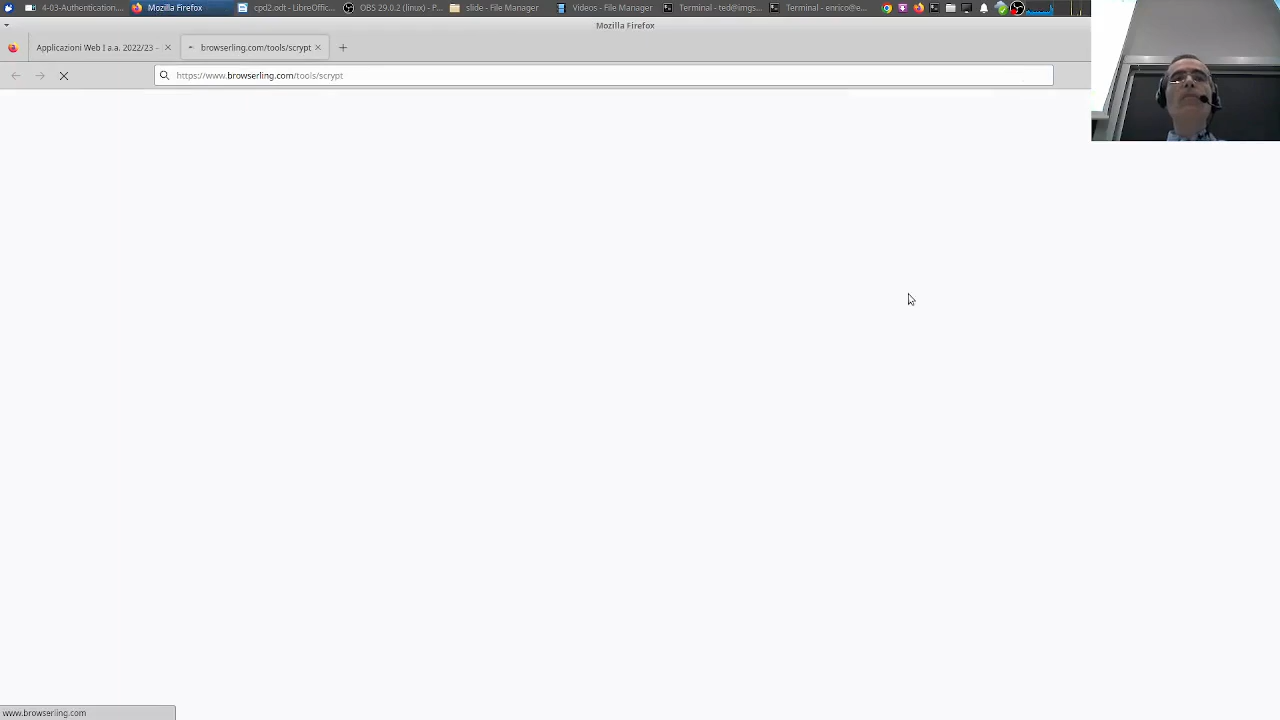 4-03-Authentication... Mozilla Firefox cpd2.odt - LibreOffic... OBS 29.0.2 (linux) - P... slide - File Manager Videos - File Manager Terminal - ted@imgs... Terminal - enrico@e...
Mozilla Firefox
Applicazioni Web I a.a. 2022/23 – browserling.com/tools/scrypt
https://www.browserling.com/tools/scrypt
www.browserling.com